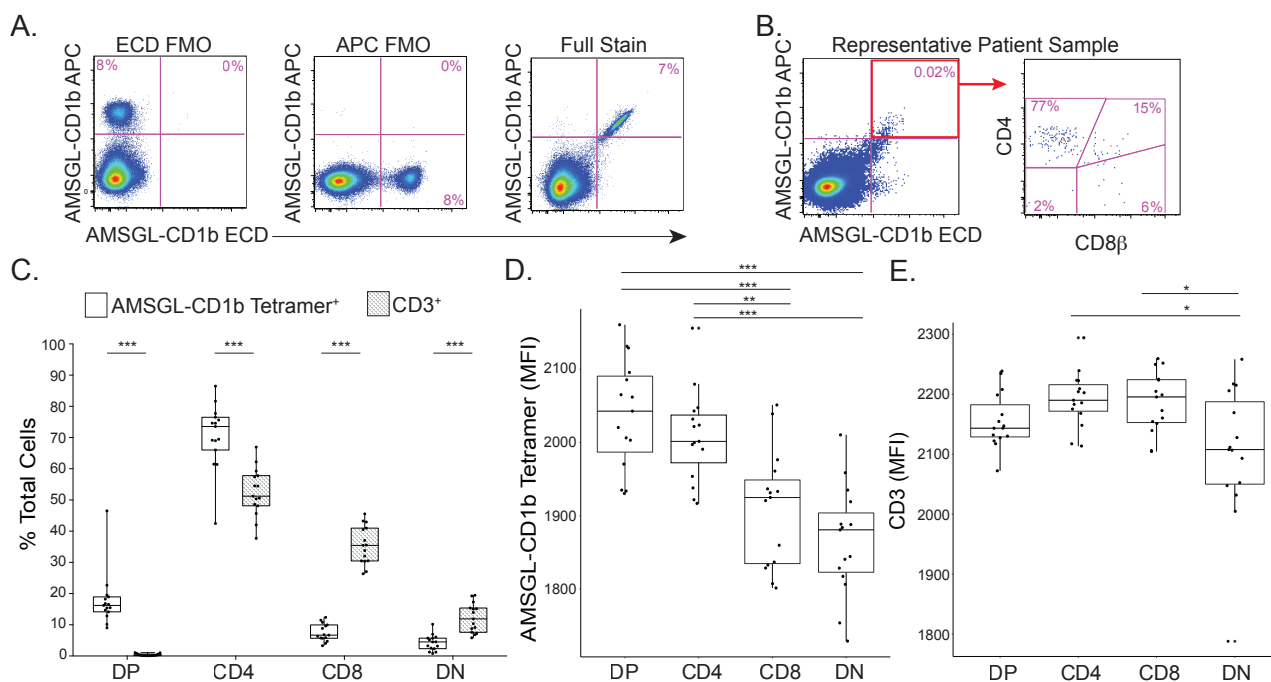 A.
ECD FMO
APC FMO
Full Stain
AMSGL-CD1b APC
8%
0%
AMSGL-CD1b APC
0%
8%
AMSGL-CD1b APC
7%
0
AMSGL-CD1b ECD
B.
Representative Patient Sample
AMSGL-CD1b APC
0.02%
AMSGL-CD1b ECD
CD4
77%
15%
2%
6%
CD8β
C.
AMSGL-CD1b Tetramer+
CD3+
*** *** *** ***
% Total Cells
100
90
80
70
60
50
40
30
20
10
0
DP CD4 CD8 DN
D.
***
***
**
***
AMSGL-CD1b Tetramer (MFI)
2100
2000
1900
1800
DP CD4 CD8 DN
E.
*
*
CD3 (MFI)
2300
2200
2100
2000
1900
1800
DP CD4 CD8 DN